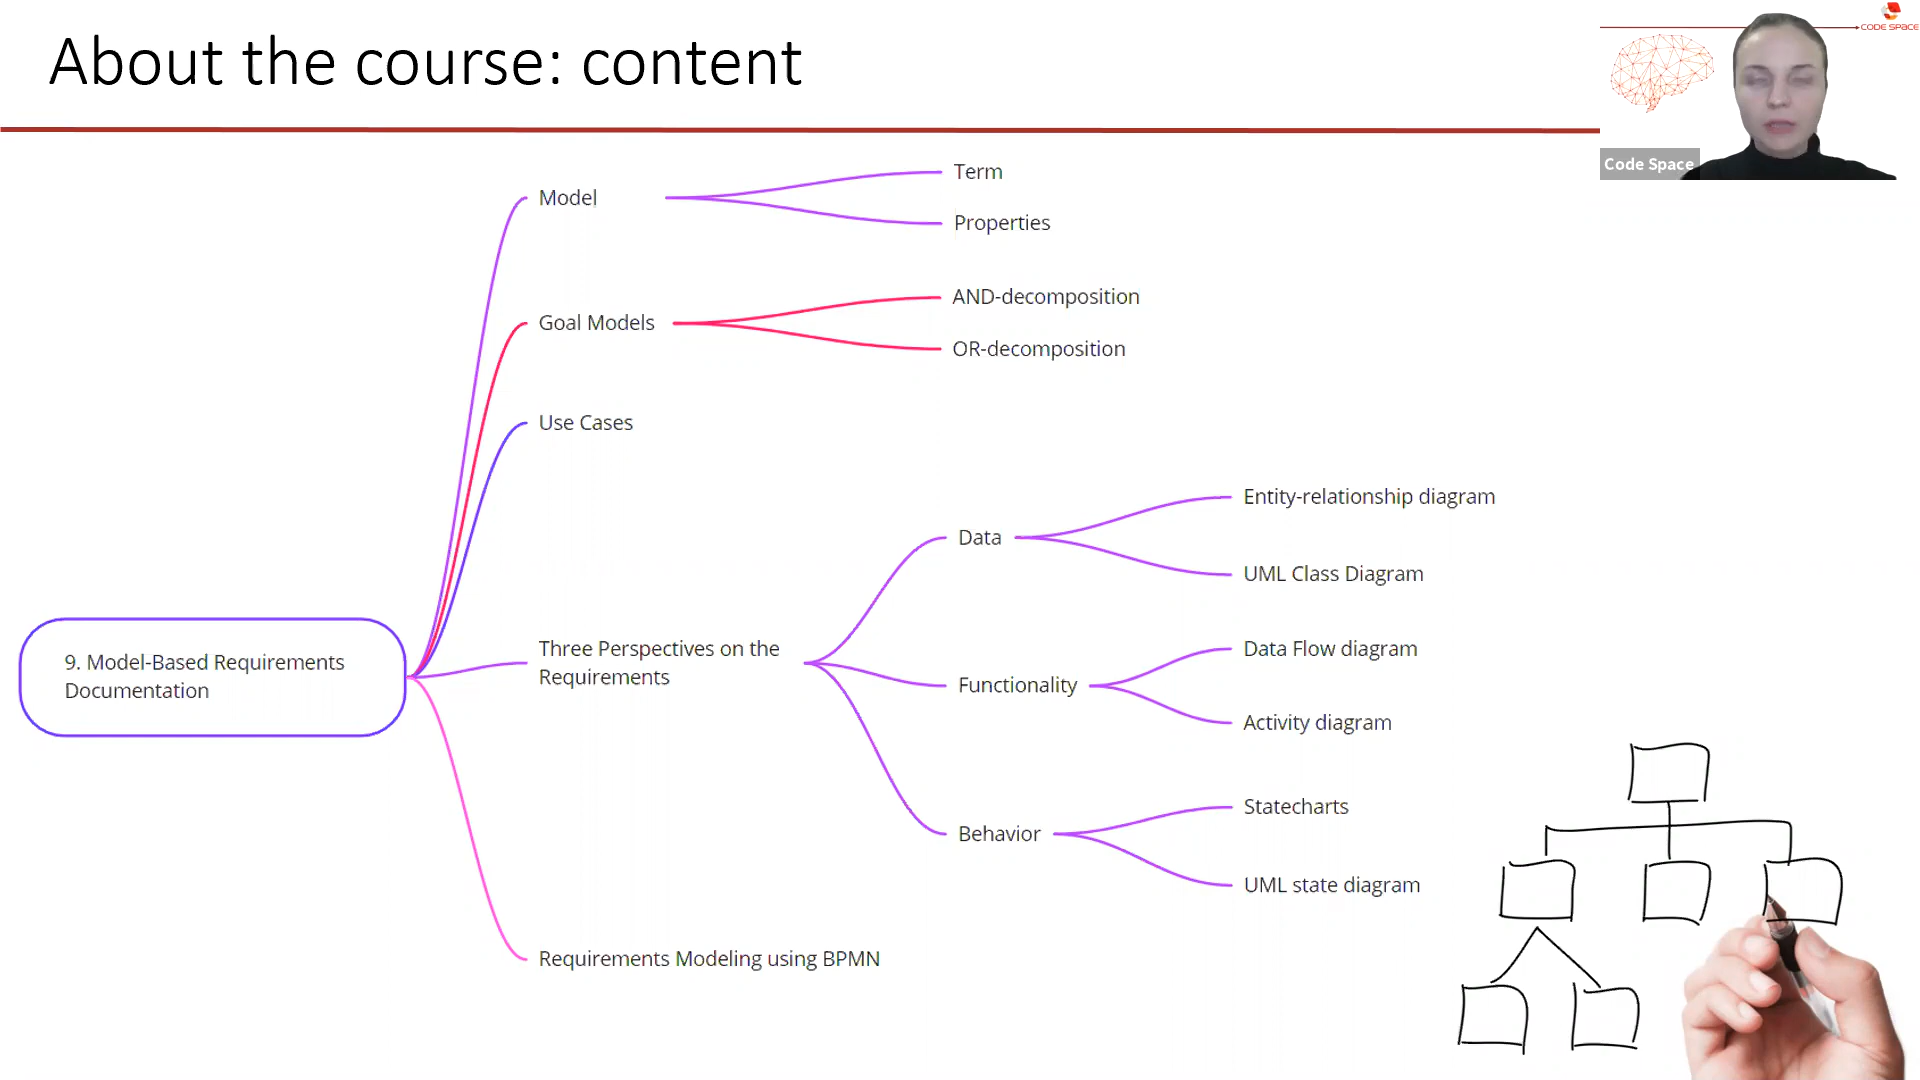 About the course: content
CODE SPACE
Code Space
Term
Model
Properties
AND-decomposition
Goal Models
OR-decomposition
Use Cases
Entity-relationship diagram
Data
UML Class Diagram
Three Perspectives on the
Requirements
Data Flow diagram
9. Model-Based Requirements
Documentation
Functionality
Activity diagram
Statecharts
Behavior
UML state diagram
Requirements Modeling using BPMN